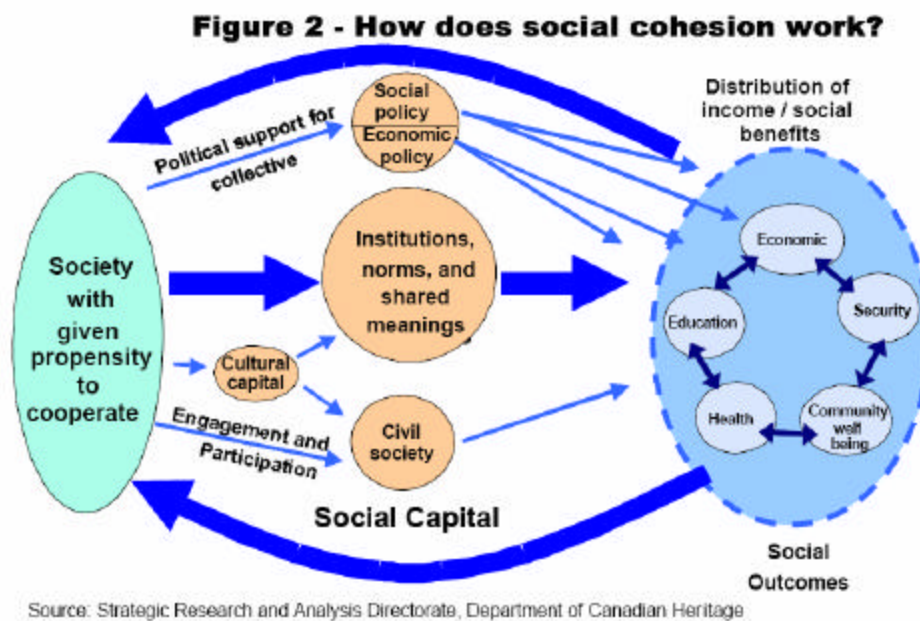 Figure 2 - How does social cohesion work?
Distribution of
income / social
benefits
Social
policy
Economic
policy
Political support for
collective
Society
with
given
propensity
to
cooperate
Institutions,
norms, and
shared
meanings
Cultural
capital
Engagement and
Participation
Civil
society
Social Capital
Economic
Education
Security
Health
Community
well
being
Social
Outcomes
Source: Strategic Research and Analysis Directorate, Department of Canadian Heritage